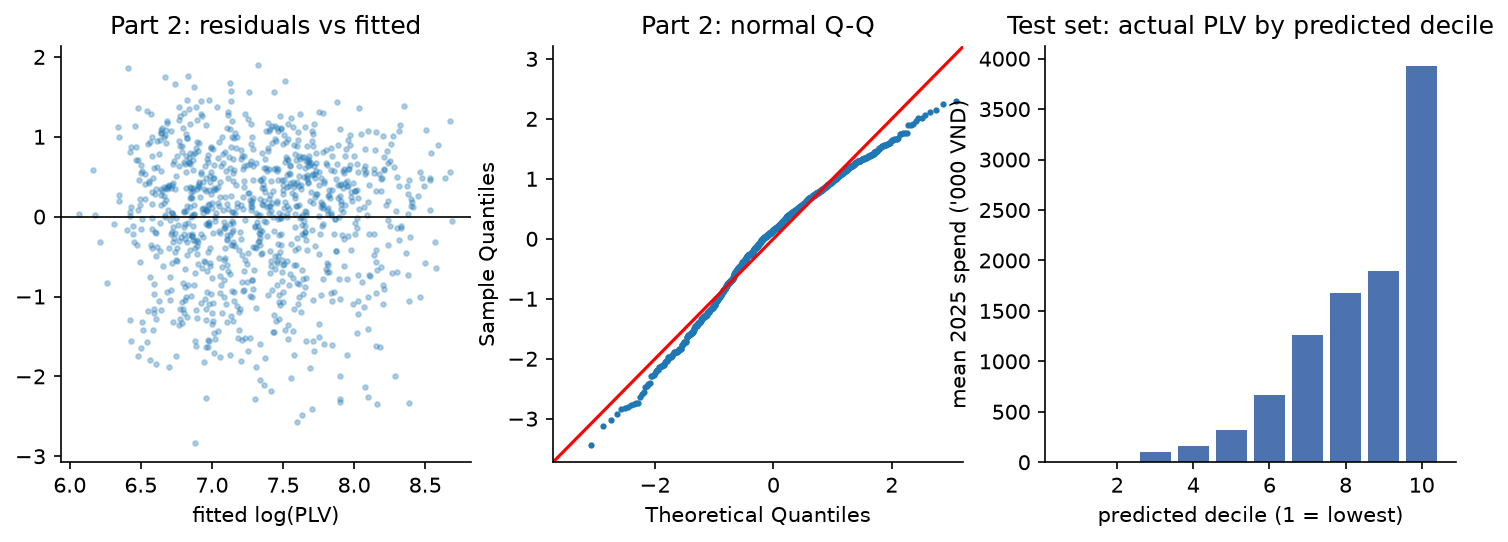 Part 2: residuals vs fitted
2
1
0
−1
−2
−3
6.0 6.5 7.0 7.5 8.0 8.5
fitted log(PLV)
Part 2: normal Q-Q
Sample Quantiles
3
2
1
0
−1
−2
−3
−2 0 2
Theoretical Quantiles
Test set: actual PLV by predicted decile
mean 2025 spend ('000 VND)
4000
3500
3000
2500
2000
1500
1000
500
0
2 4 6 8 10
predicted decile (1 = lowest)